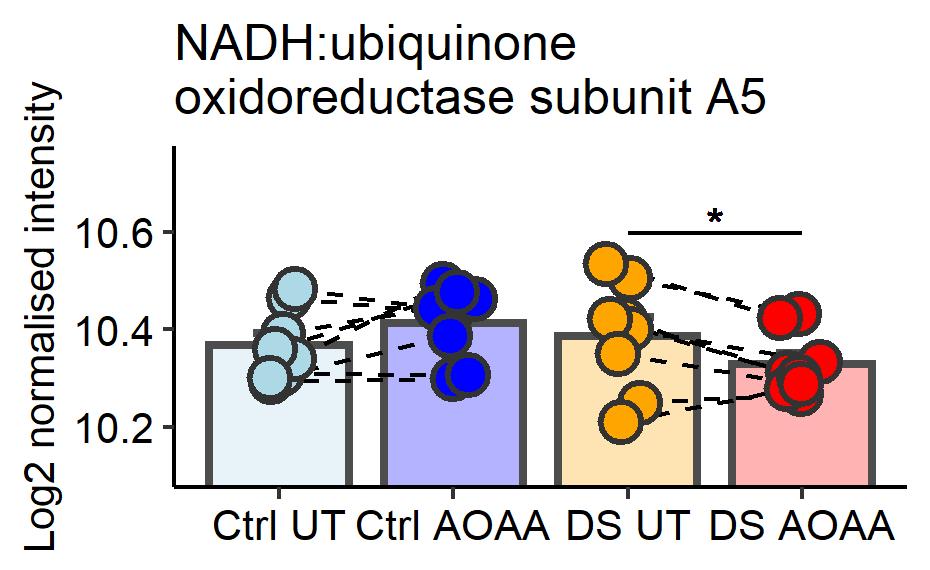 NADH:ubiquinone
oxidoreductase subunit A5
Log2 normalised intensity
10.6
10.4
10.2
*
Ctrl UT Ctrl AOAA DS UT DS AOAA